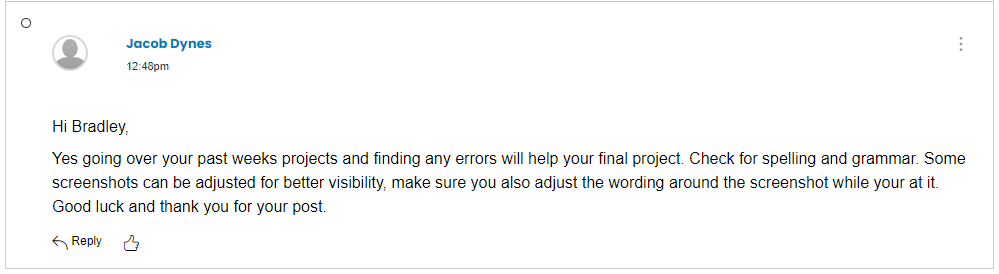 Jacob Dynes
12:48pm
Hi Bradley,
Yes going over your past weeks projects and finding any errors will help your final project. Check for spelling and grammar. Some
screenshots can be adjusted for better visibility, make sure you also adjust the wording around the screenshot while your at it.
Good luck and thank you for your post.
Reply